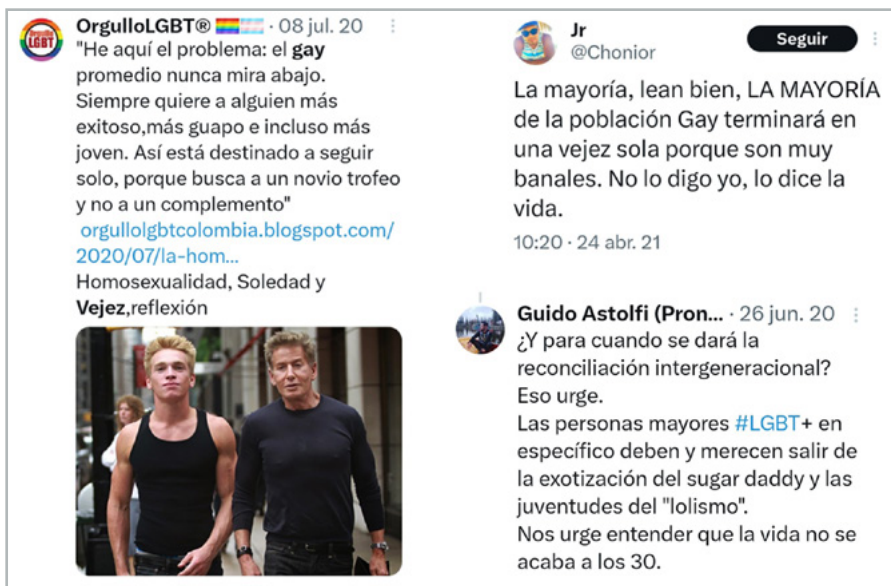 Orgullo
LGBT
OrgulloLGBT® 🏳️‍🌈🏳️‍⚧️ · 08 jul. 20
"He aquí el problema: el gay
promedio nunca mira abajo.
Siempre quiere a alguien más
exitoso,más guapo e incluso más
joven. Así está destinado a seguir
solo, porque busca a un novio trofeo
y no a un complemento"
orgullolgbtcolombia.blogspot.com/
2020/07/la-hom...
Homosexualidad, Soledad y
Vejez,reflexión
Jr
@Chonior
Seguir
La mayoría, lean bien, LA MAYORÍA
de la población Gay terminará en
una vejez sola porque son muy
banales. No lo digo yo, lo dice la
vida.
10:20 · 24 abr. 21
Guido Astolfi (Pron... · 26 jun. 20
¿Y para cuando se dará la
reconciliación intergeneracional?
Eso urge.
Las personas mayores #LGBT+ en
específico deben y merecen salir de
la exotización del sugar daddy y las
juventudes del "lolismo".
Nos urge entender que la vida no se
acaba a los 30.